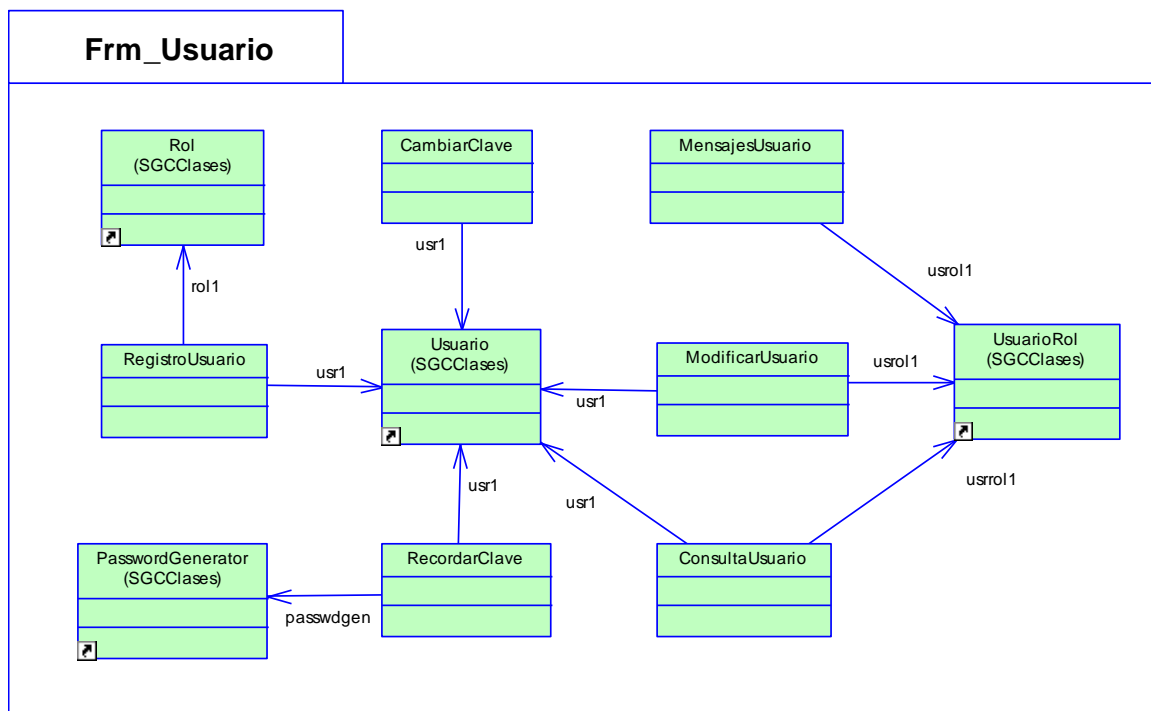 Frm_Usuario
Rol
(SGCClases)
CambiarClave
MensajesUsuario
usr1
usrol1
rol1
RegistroUsuario
usr1
Usuario
(SGCClases)
ModificarUsuario
usr1
usrol1
UsuarioRol
(SGCClases)
usr1
usr1
usrrol1
PasswordGenerator
(SGCClases)
passwdgen
RecordarClave
ConsultaUsuario